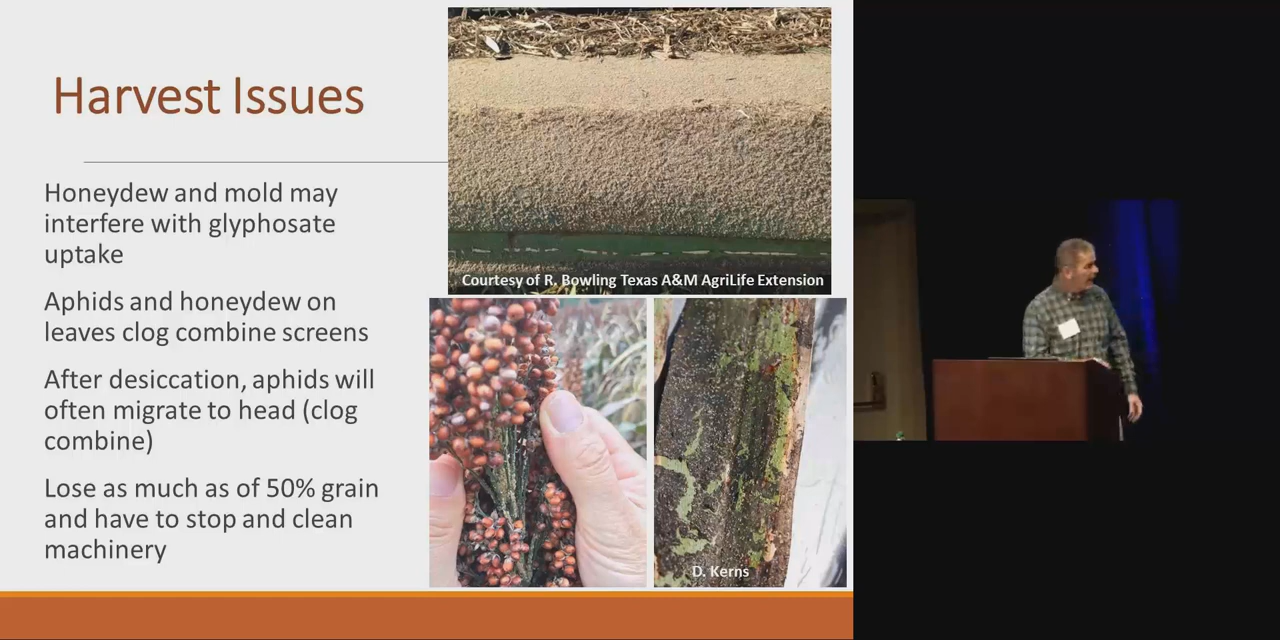 Harvest Issues
Honeydew and mold may
interfere with glyphosate
uptake
Aphids and honeydew on
leaves clog combine screens
After desiccation, aphids will
often migrate to head (clog
combine)
Lose as much as of 50% grain
and have to stop and clean
machinery
Courtesy of R. Bowling Texas A&M AgriLife Extension
D. Kerns